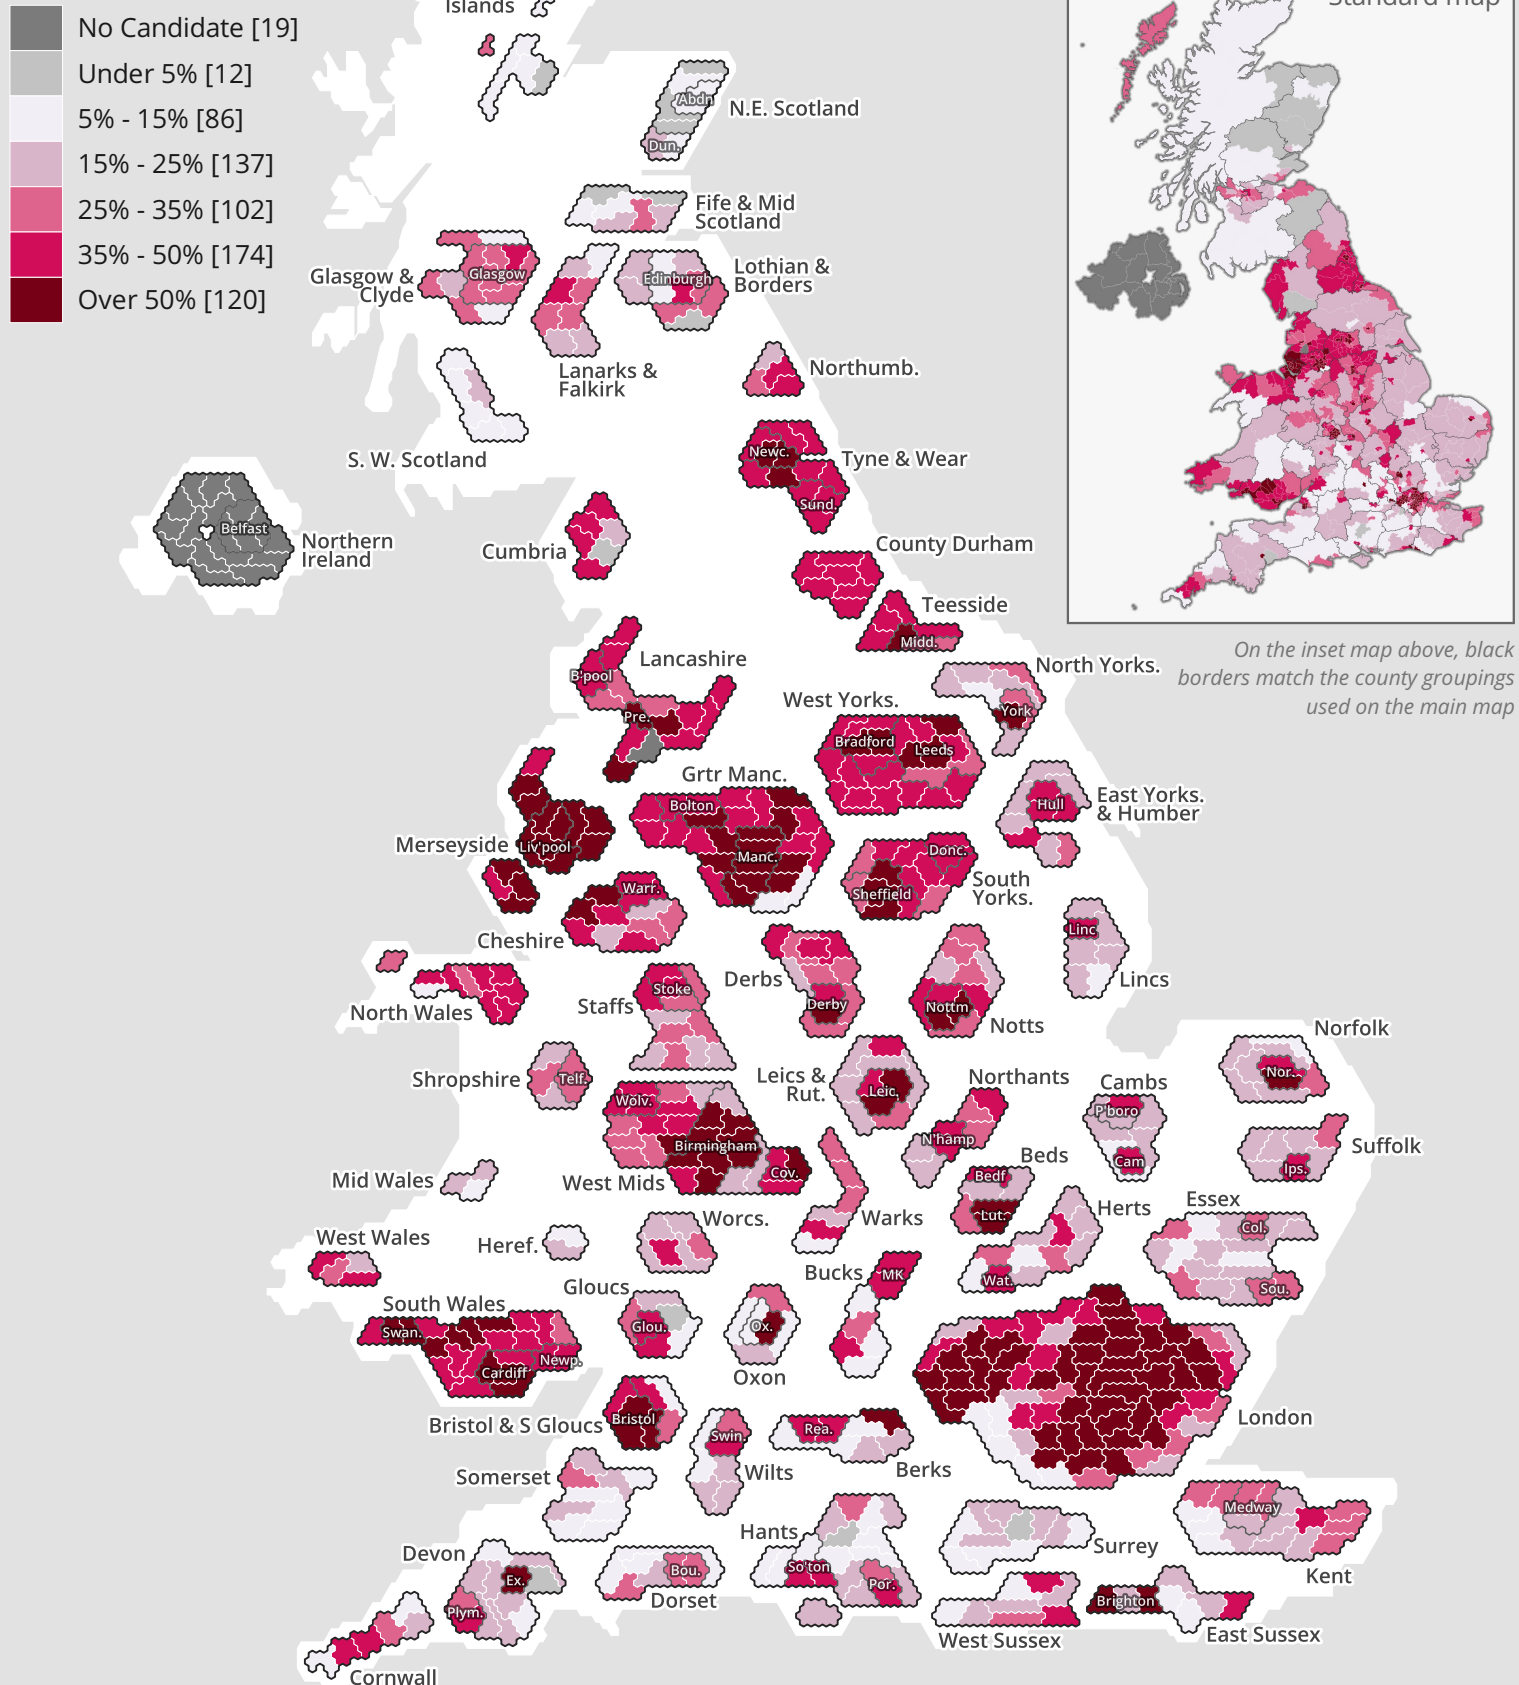 Islands
Standard map
No Candidate [19]
Under 5% [12]
5% - 15% [86]
15% - 25% [137]
25% - 35% [102]
35% - 50% [174]
Over 50% [120]
Abdn
N.E. Scotland
Dun.
Fife & Mid
Scotland
Glasgow &
Clyde
Glasgow
Edinburgh
Lothian &
Borders
Lanarks &
Falkirk
Northumb.
S. W. Scotland
Newc.
Tyne & Wear
Sund.
Belfast
Northern
Ireland
Cumbria
County Durham
Teesside
Midd.
On the inset map above, black
borders match the county groupings
used on the main map
Lancashire
B'pool
Pre.
North Yorks.
York
West Yorks.
Bradford
Leeds
Grtr Manc.
Bolton
Manc.
East Yorks.
& Humber
Hull
Merseyside
Liv'pool
Donc.
Sheffield
South
Yorks.
Warr.
Cheshire
Linc
Lincs
North Wales
Staffs
Stoke
Derbs
Derby
Nottm
Notts
Norfolk
Nor.
Shropshire
Telf.
Leics &
Rut.
Leic.
Northants
N'hamp
Cambs
P'boro
Cam
Wolv.
Birmingham
Cov.
West Mids
Suffolk
Ips.
Mid Wales
Beds
Bedf
Lut.
Warks
Herts
Wat.
Essex
Col.
Sou.
West Wales
Heref.
Worcs.
Bucks
MK
Gloucs
Glou.
Ox.
Oxon
South Wales
Swan.
Cardiff
Newp.
Bristol & S Gloucs
Bristol
London
Swin.
Wilts
Rea.
Berks
Somerset
Hants
So'ton
Por.
Surrey
Medway
Kent
Devon
Ex.
Plym.
Bou.
Dorset
West Sussex
Brighton
East Sussex
Cornwall